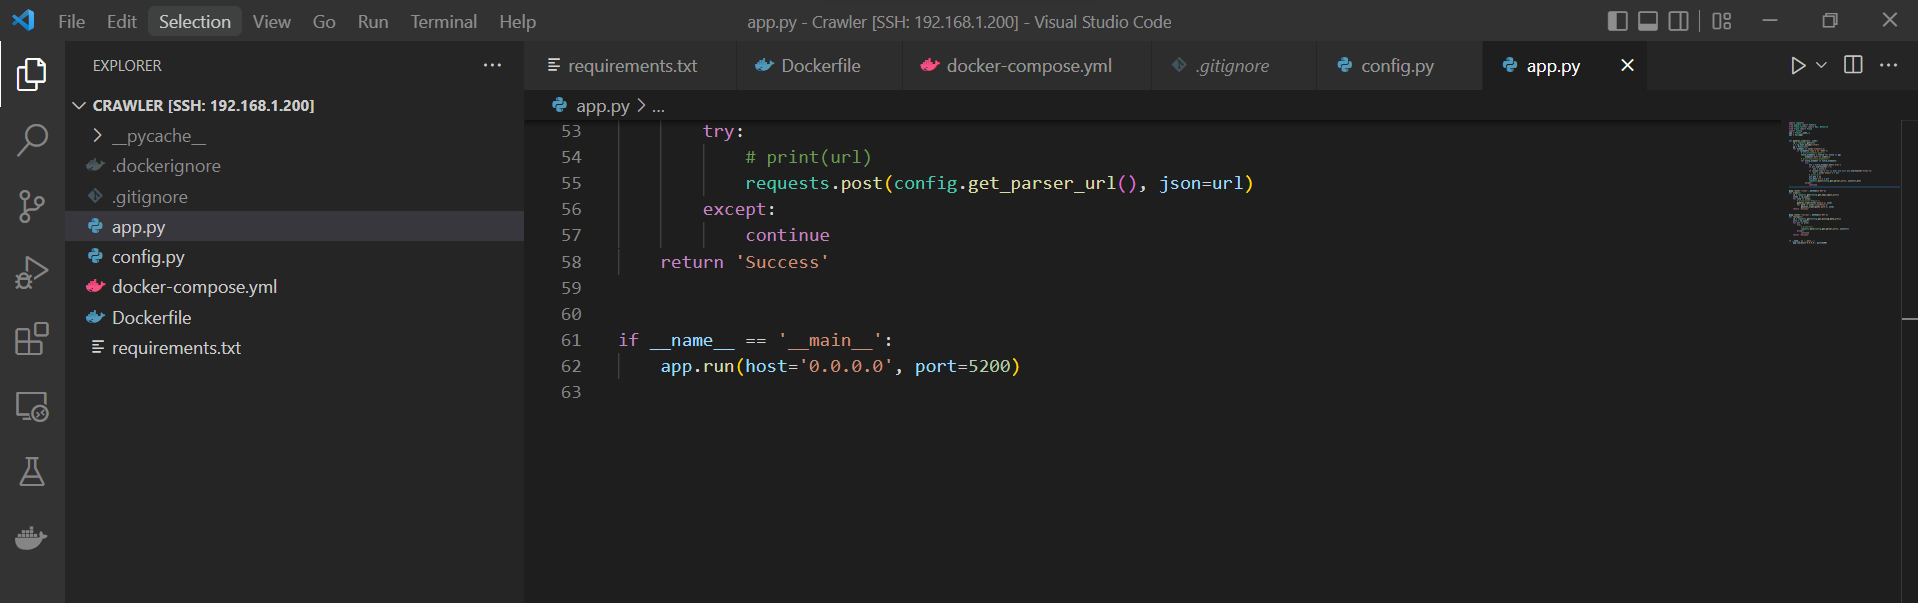 File Edit Selection View Go Run Terminal Help
app.py - Crawler [SSH: 192.168.1.200] - Visual Studio Code
EXPLORER
CRAWLER [SSH: 192.168.1.200]
__pycache__
.dockerignore
.gitignore
app.py
config.py
docker-compose.yml
Dockerfile
requirements.txt
requirements.txt Dockerfile docker-compose.yml .gitignore config.py app.py
app.py > ...
53 try:
54 # print(url)
55 requests.post(config.get_parser_url(), json=url)
56 except:
57 continue
58 return 'Success'
59
60
61 if __name__ == '__main__':
62 app.run(host='0.0.0.0', port=5200)
63